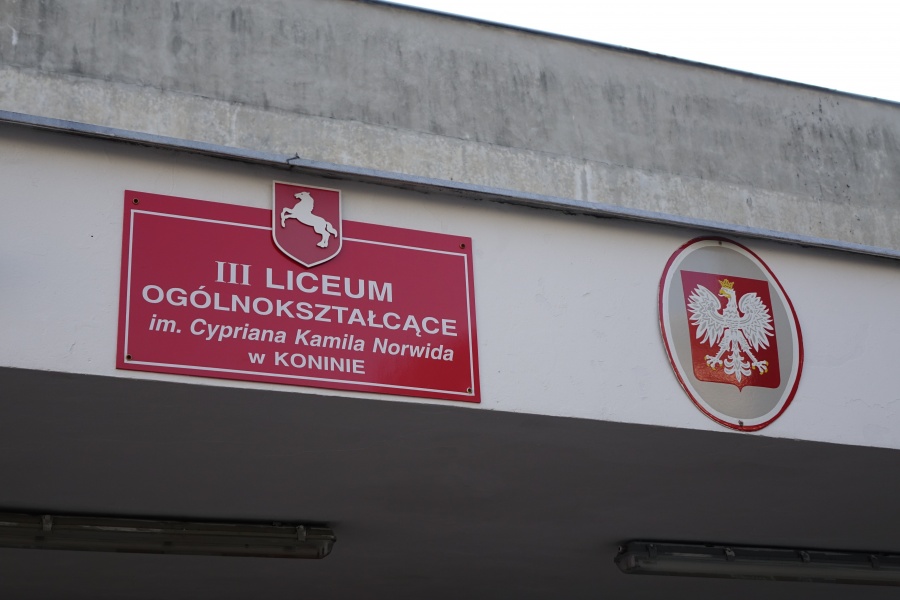 III LICEUM
OGÓLNOKSZTAŁCĄCE
im. Cypriana Kamila Norwida
w KONINIE